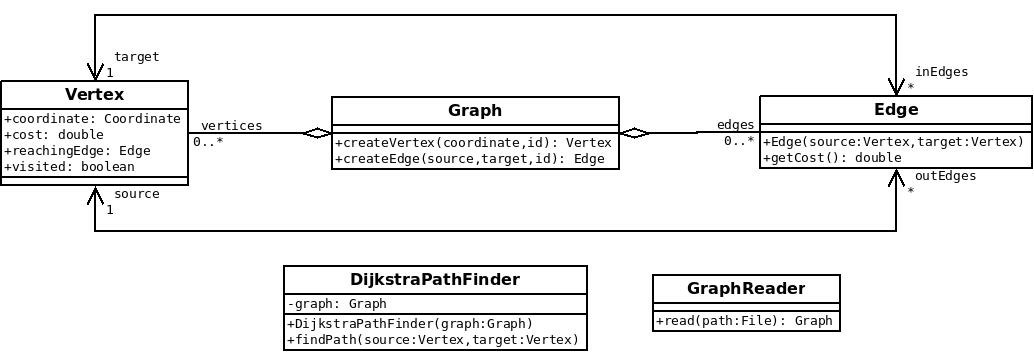 target
1
inEdges
*
Vertex
+coordinate: Coordinate
+cost: double
+reachingEdge: Edge
+visited: boolean
vertices
0..*
Graph
+createVertex(coordinate,id): Vertex
+createEdge(source,target,id): Edge
edges
0..*
Edge
+Edge(source:Vertex,target:Vertex)
+getCost(): double
source
1
outEdges
*
DijkstraPathFinder
-graph: Graph
+DijkstraPathFinder(graph:Graph)
+findPath(source:Vertex,target:Vertex)
GraphReader
+read(path:File): Graph